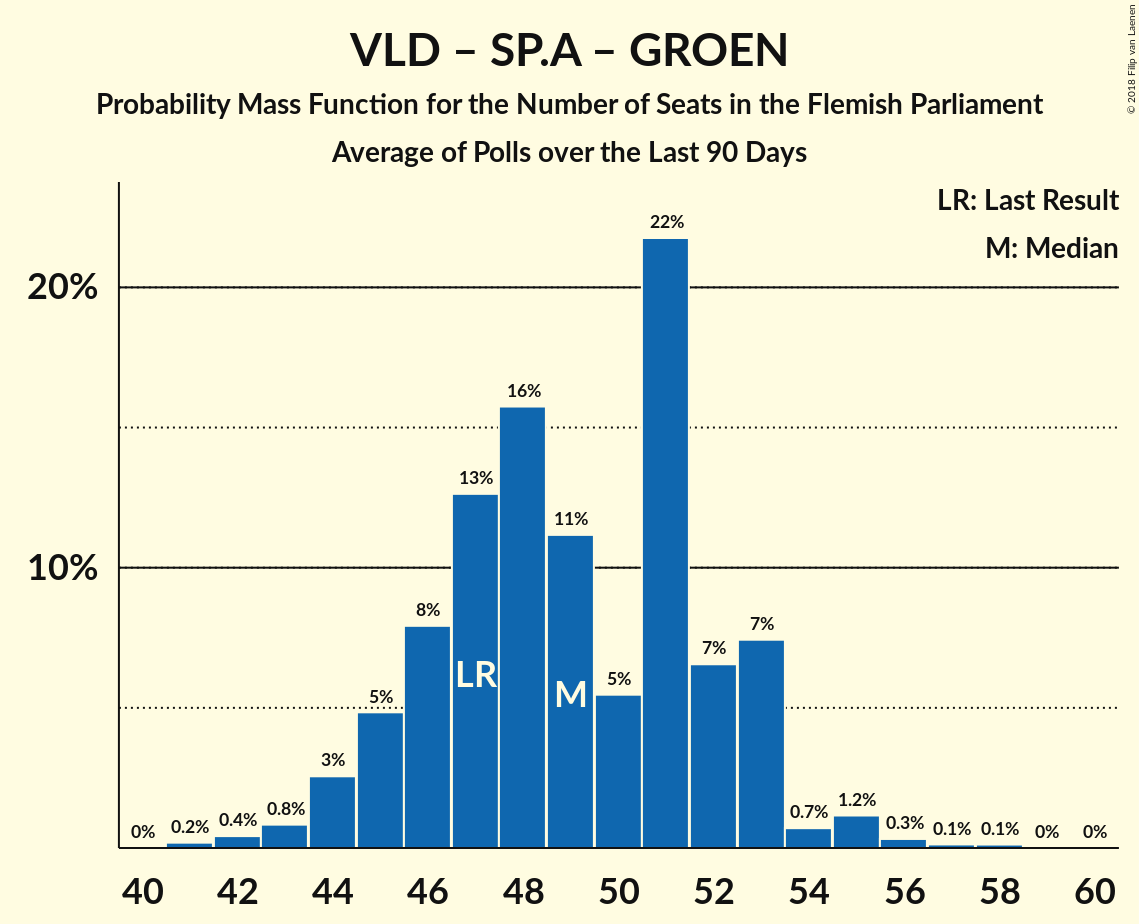 VLD – SP.A – GROEN
Probability Mass Function for the Number of Seats in the Flemish Parliament
Average of Polls over the Last 90 Days
© 2018 Filip van Laenen
LR: Last Result
M: Median
20%
10%
0%
0.2%
0.4%
0.8%
3%
5%
8%
13%
16%
11%
5%
22%
7%
7%
0.7%
1.2%
0.3%
0.1%
0.1%
0%
0%
LR
M
40 42 44 46 48 50 52 54 56 58 60